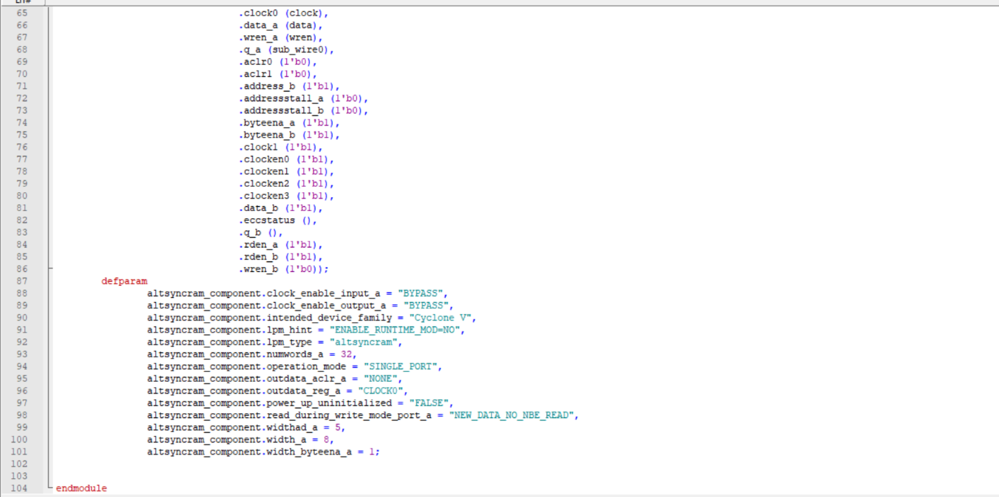 Ln#
65 .clock0 (clock),
66 .data_a (data),
67 .wren_a (wren),
68 .q_a (sub_wire0),
69 .aclr0 (1'b0),
70 .aclr1 (1'b0),
71 .address_b (1'b1),
72 .addressstall_a (1'b0),
73 .addressstall_b (1'b0),
74 .byteena_a (1'b1),
75 .byteena_b (1'b1),
76 .clock1 (1'b1),
77 .clocken0 (1'b1),
78 .clocken1 (1'b1),
79 .clocken2 (1'b1),
80 .clocken3 (1'b1),
81 .data_b (1'b1),
82 .eccstatus (),
83 .q_b (),
84 .rden_a (1'b1),
85 .rden_b (1'b1),
86 .wren_b (1'b0));
87 defparam
88 altsyncram_component.clock_enable_input_a = "BYPASS",
89 altsyncram_component.clock_enable_output_a = "BYPASS",
90 altsyncram_component.intended_device_family = "Cyclone V",
91 altsyncram_component.lpm_hint = "ENABLE_RUNTIME_MOD=NO",
92 altsyncram_component.lpm_type = "altsyncram",
93 altsyncram_component.numwords_a = 32,
94 altsyncram_component.operation_mode = "SINGLE_PORT",
95 altsyncram_component.outdata_aclr_a = "NONE",
96 altsyncram_component.outdata_reg_a = "CLOCK0",
97 altsyncram_component.power_up_uninitialized = "FALSE",
98 altsyncram_component.read_during_write_mode_port_a = "NEW_DATA_NO_NBE_READ",
99 altsyncram_component.widthad_a = 5,
100 altsyncram_component.width_a = 8,
101 altsyncram_component.width_byteena_a = 1;
102
103
104 endmodule